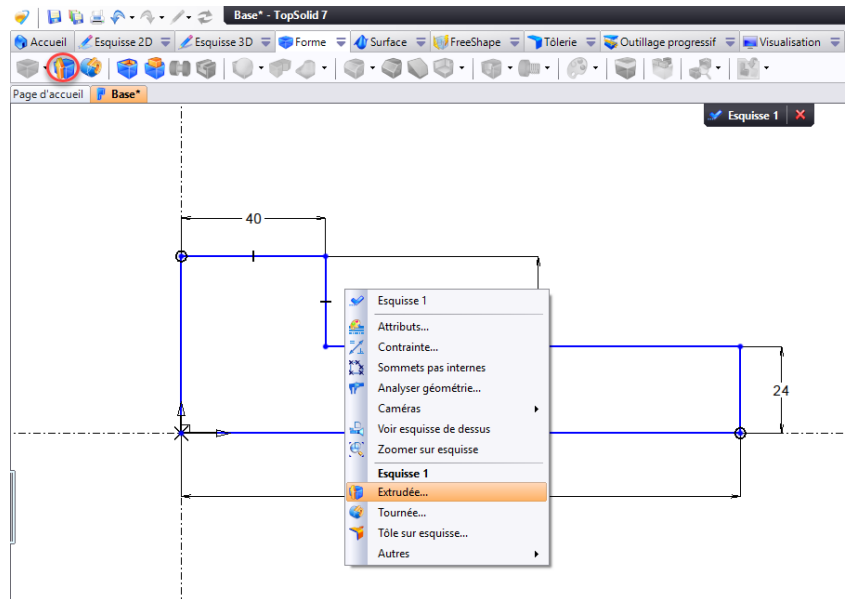 Base* - TopSolid 7
Accueil Esquisse 2D Esquisse 3D Forme Surface FreeShape Tôlerie Outillage progressif Visualisation
Page d'accueil Base*
Esquisse 1
40
Esquisse 1
Attributs...
Contrainte...
Sommets pas internes
Analyser géométrie...
24
Caméras
Voir esquisse de dessus
Zoomer sur esquisse
Esquisse 1
Extrudée...
Tournée...
Tôle sur esquisse...
Autres